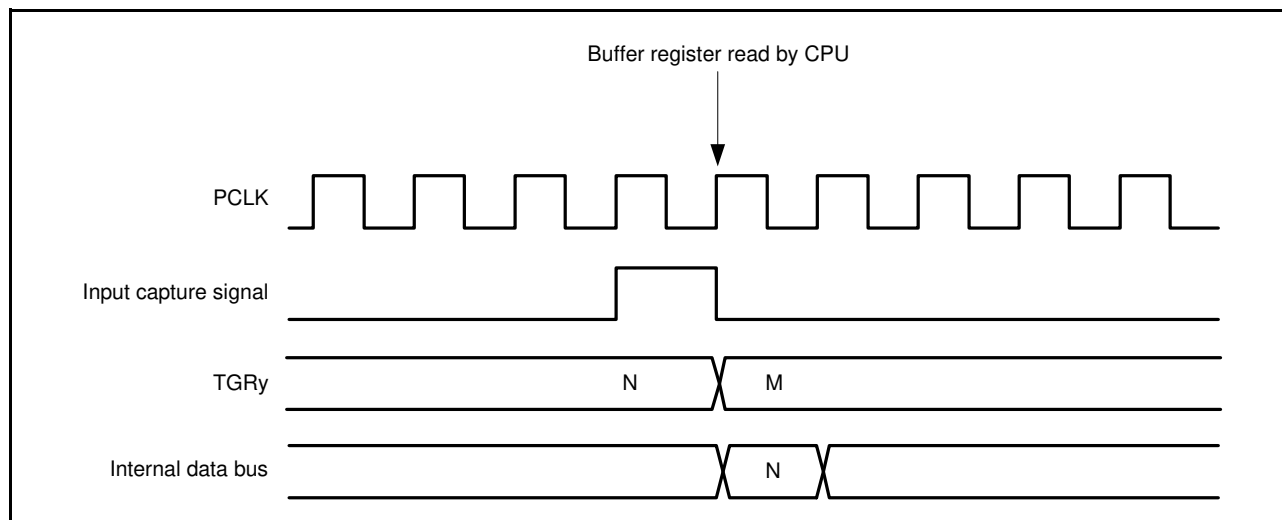 Buffer register read by CPU
PCLK
Input capture signal
TGRy
N
M
Internal data bus
N